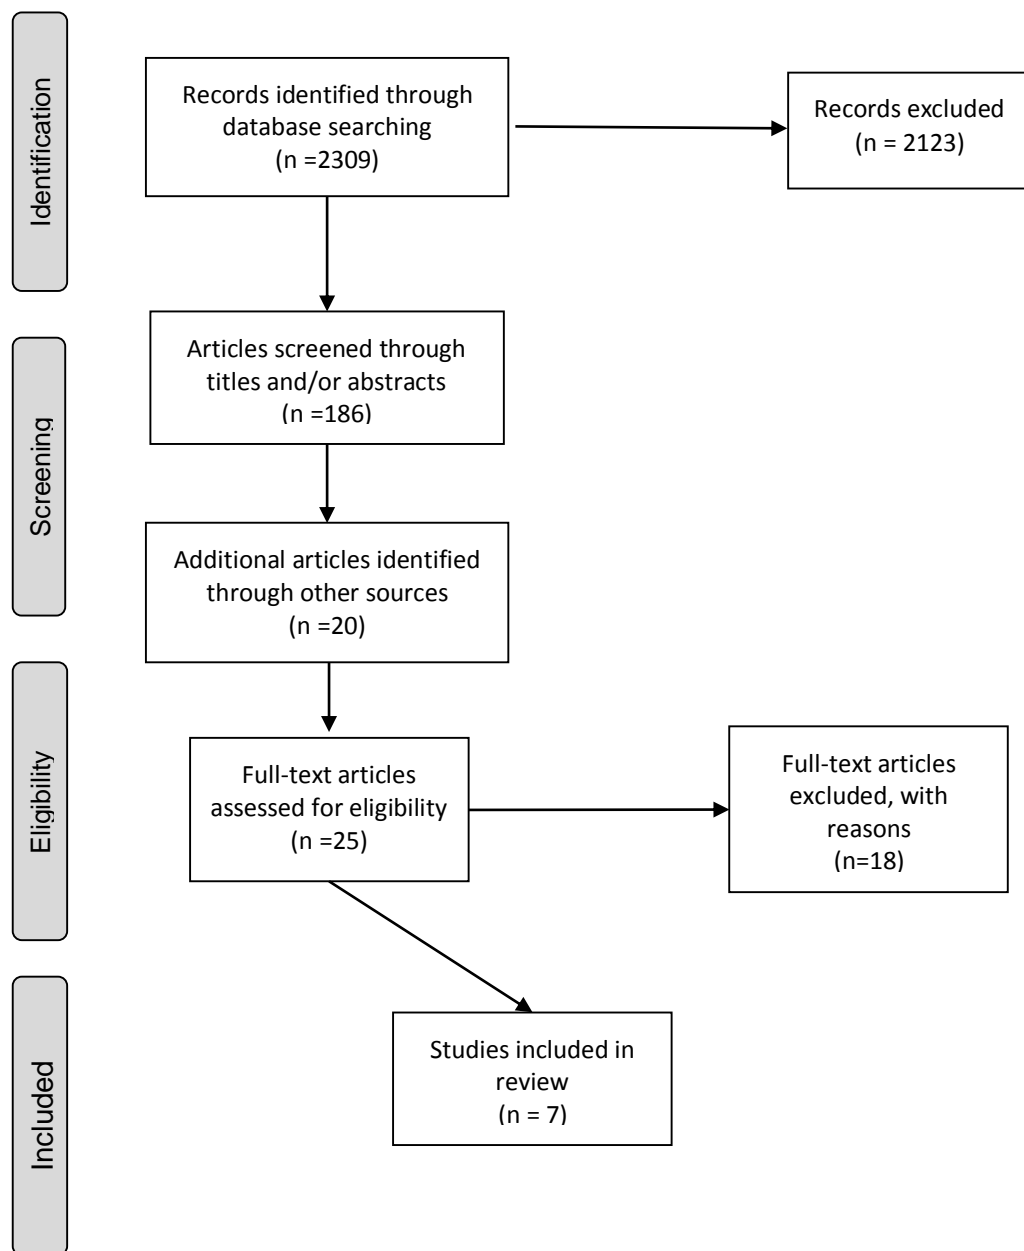 Identification
Records identified through
database searching
(n =2309)
Records excluded
(n = 2123)
Screening
Articles screened through
titles and/or abstracts
(n =186)
Additional articles identified
through other sources
(n =20)
Eligibility
Full-text articles
assessed for eligibility
(n =25)
Full-text articles
excluded, with
reasons
(n=18)
Included
Studies included in
review
(n = 7)